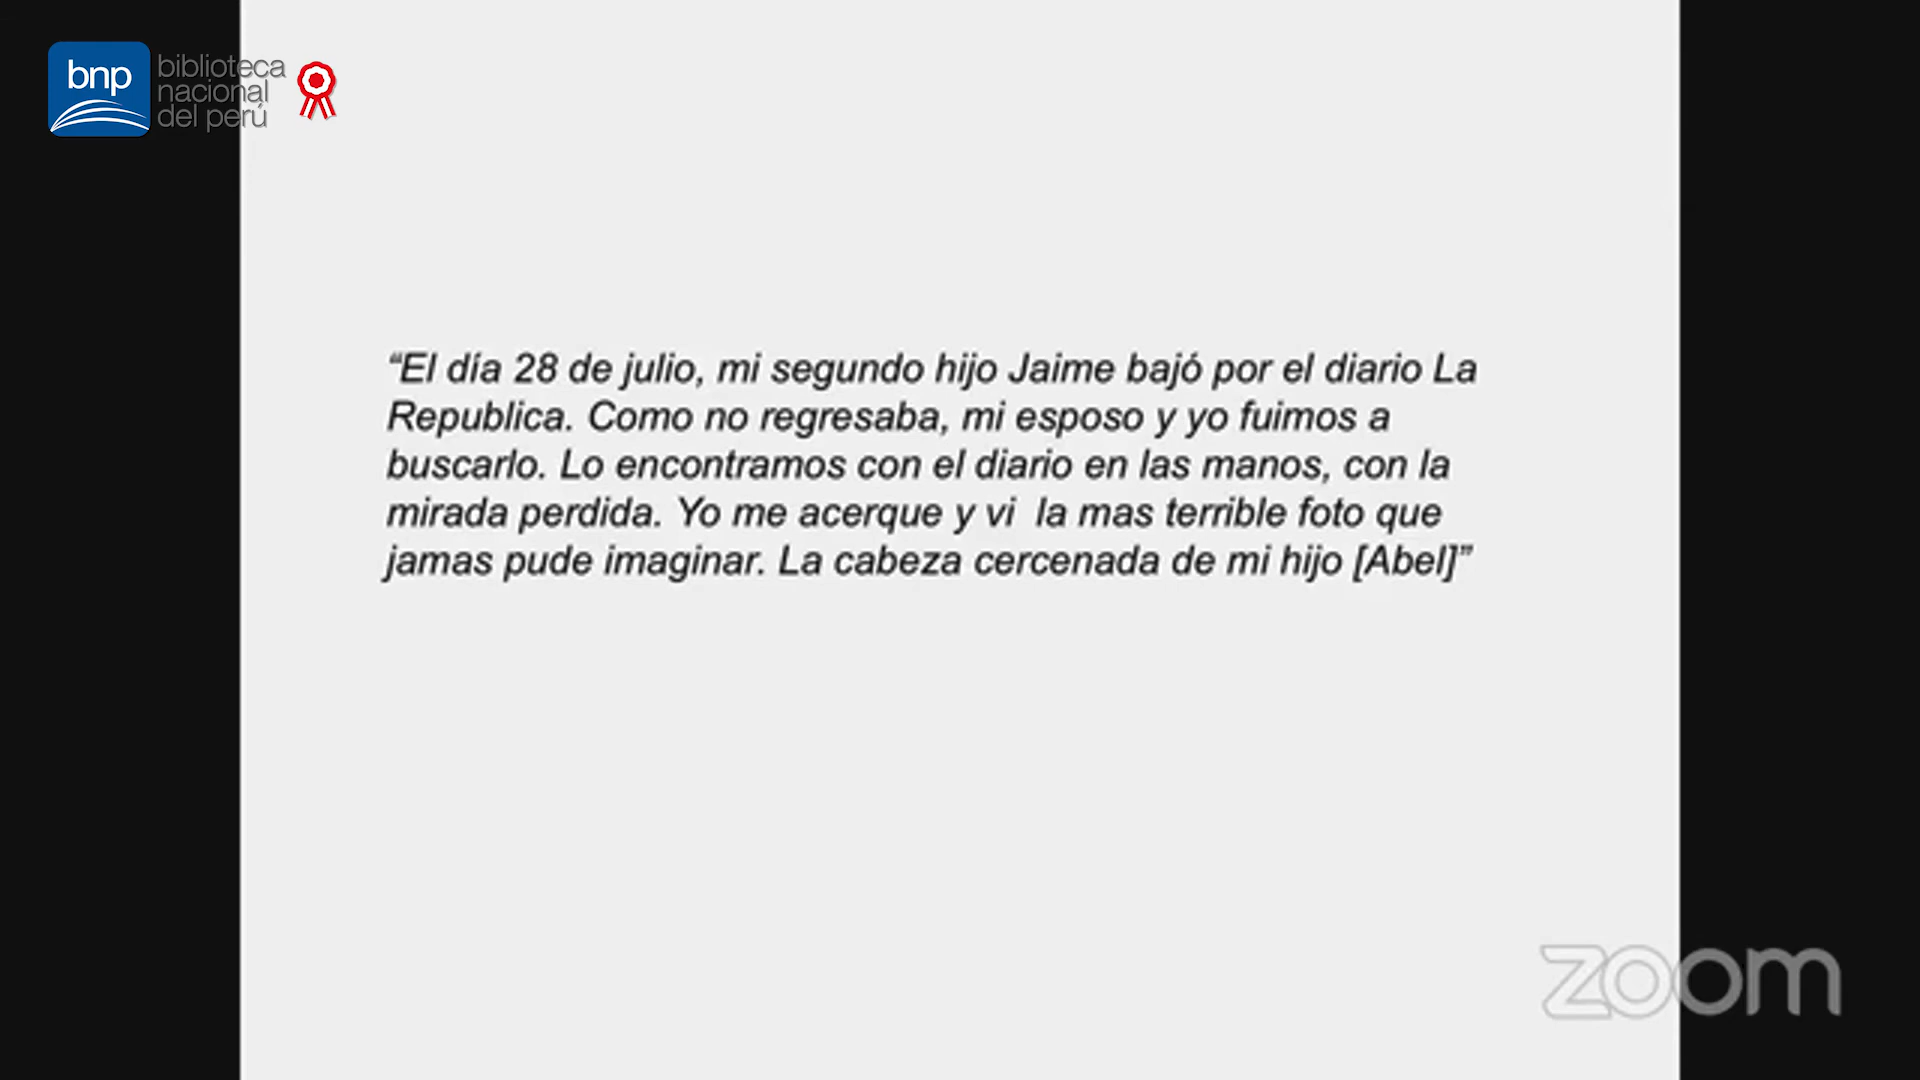 bnp
biblioteca
nacional
del perú
“El día 28 de julio, mi segundo hijo Jaime bajó por el diario La
Republica. Como no regresaba, mi esposo y yo fuimos a
buscarlo. Lo encontramos con el diario en las manos, con la
mirada perdida. Yo me acerque y vi  la mas terrible foto que
jamas pude imaginar. La cabeza cercenada de mi hijo [Abel]”
zoom